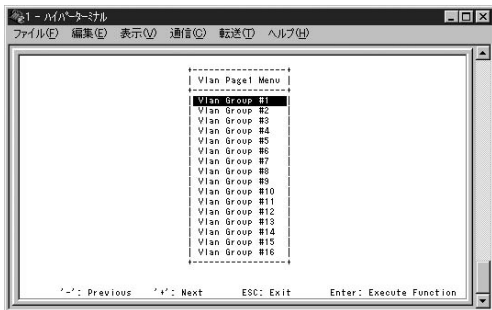 1 - ハイパーターミナル
ファイル(F) 編集(E) 表示(V) 通信(C) 転送(T) ヘルプ(H)
Vlan Page1 Menu
Vlan Group #1
Vlan Group #2
Vlan Group #3
Vlan Group #4
Vlan Group #5
Vlan Group #6
Vlan Group #7
Vlan Group #8
Vlan Group #9
Vlan Group #10
Vlan Group #11
Vlan Group #12
Vlan Group #13
Vlan Group #14
Vlan Group #15
Vlan Group #16
'-': Previous '+': Next ESC: Exit Enter: Execute Function